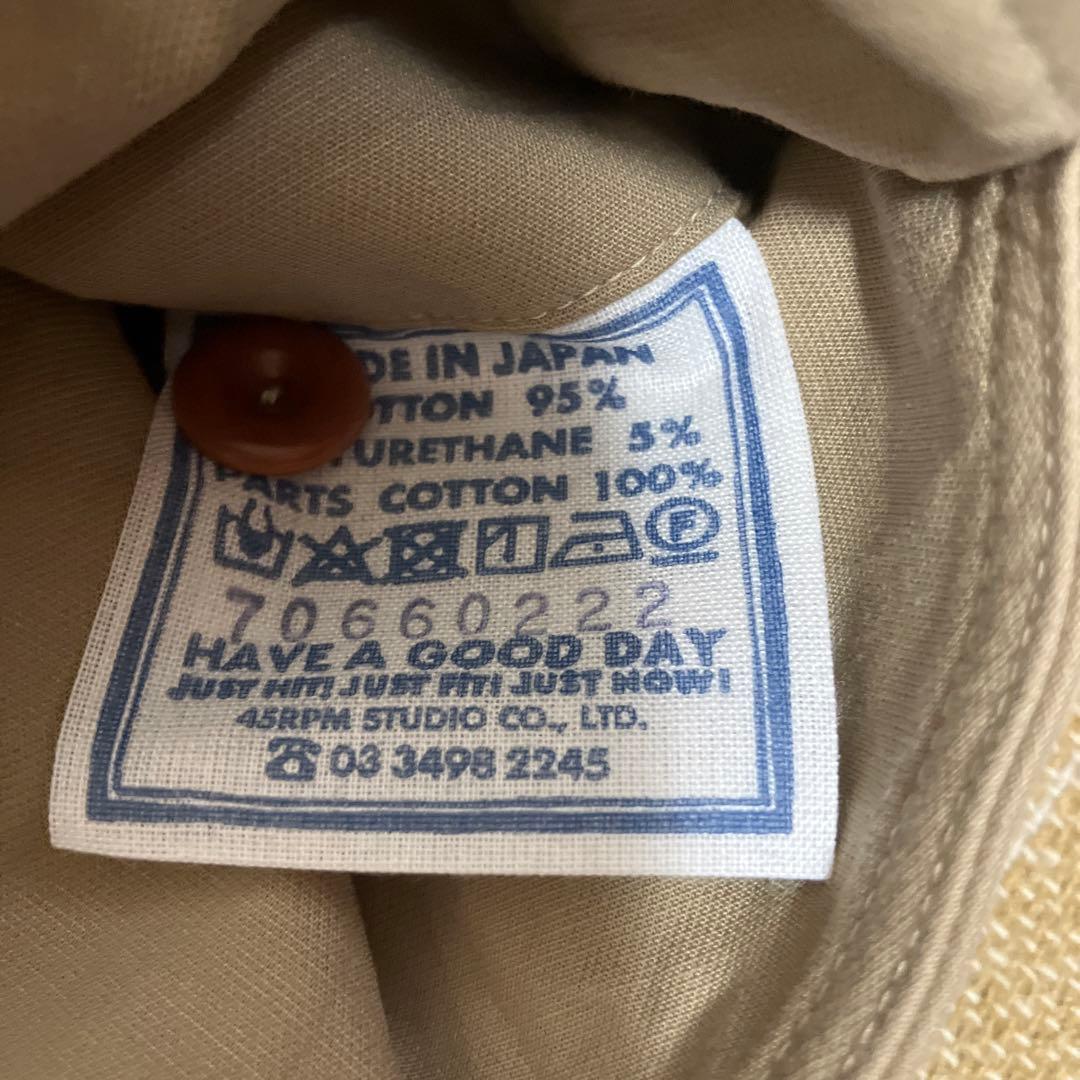 DE IN JAPAN
TTON 95%
URETHANE 5%
PARTS COTTON 100%
F
70660222
HAVE A GOOD DAY
JUST HIT! JUST FIT! JUST NOW!
45RPM STUDIO CO., LTD.
☎ 03 3498 2245